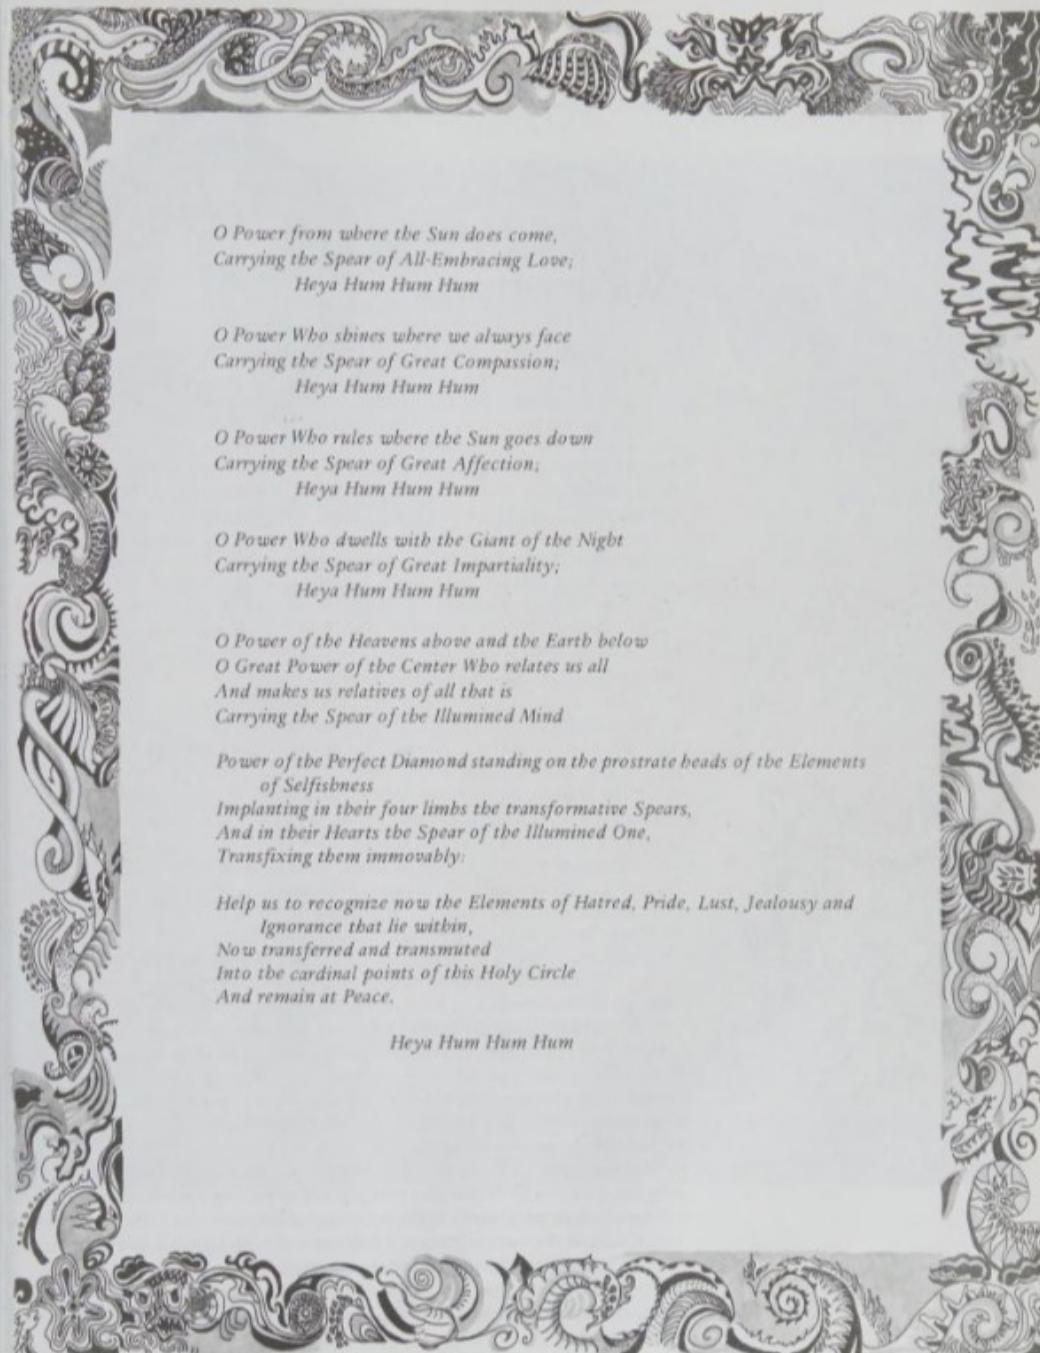 O Power from where the Sun does come,
Carrying the Spear of All-Embracing Love;
Heya Hum Hum Hum
O Power Who shines where we always face
Carrying the Spear of Great Compassion;
Heya Hum Hum Hum
O Power Who rules where the Sun goes down
Carrying the Spear of Great Affection;
Heya Hum Hum Hum
O Power Who dwells with the Giant of the Night
Carrying the Spear of Great Impartiality;
Heya Hum Hum Hum
O Power of the Heavens above and the Earth below
O Great Power of the Center Who relates us all
And makes us relatives of all that is
Carrying the Spear of the Illumined Mind
Power of the Perfect Diamond standing on the prostrate heads of the Elements
of Selfishness
Implanting in their four limbs the transformative Spears,
And in their Hearts the Spear of the Illumined One,
Transfixing them immovably:
Help us to recognize now the Elements of Hatred, Pride, Lust, Jealousy and
Ignorance that lie within,
Now transferred and transmuted
Into the cardinal points of this Holy Circle
And remain at Peace.
Heya Hum Hum Hum